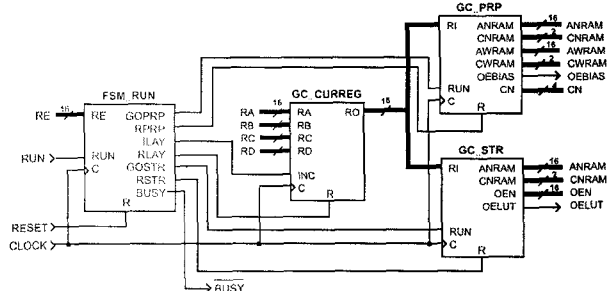 GC_PRP
RI ANRAM 16 ANRAM
CNRAM 2 CNRAM
AWRAM 16 AWRAM
CWRAM 2 CWRAM
OEBIAS OEBIAS
CN 4 CN
RUN
C
R
FSM_RUN
RE 16 RE
GOPRP
RPRP
ILAY
RLAY
GOSTR
RSTR
BUSY
RUN RUN
C
R
RESET
CLOCK
BUSY
GC_CURREG
16
RA RA RO 16
RB RB
RC RC
RD RD
INC
C
R
GC_STR
RI ANRAM 16 ANRAM
CNRAM 2 CNRAM
OEN 16 OEN
OELUT OELUT
RUN
C
R